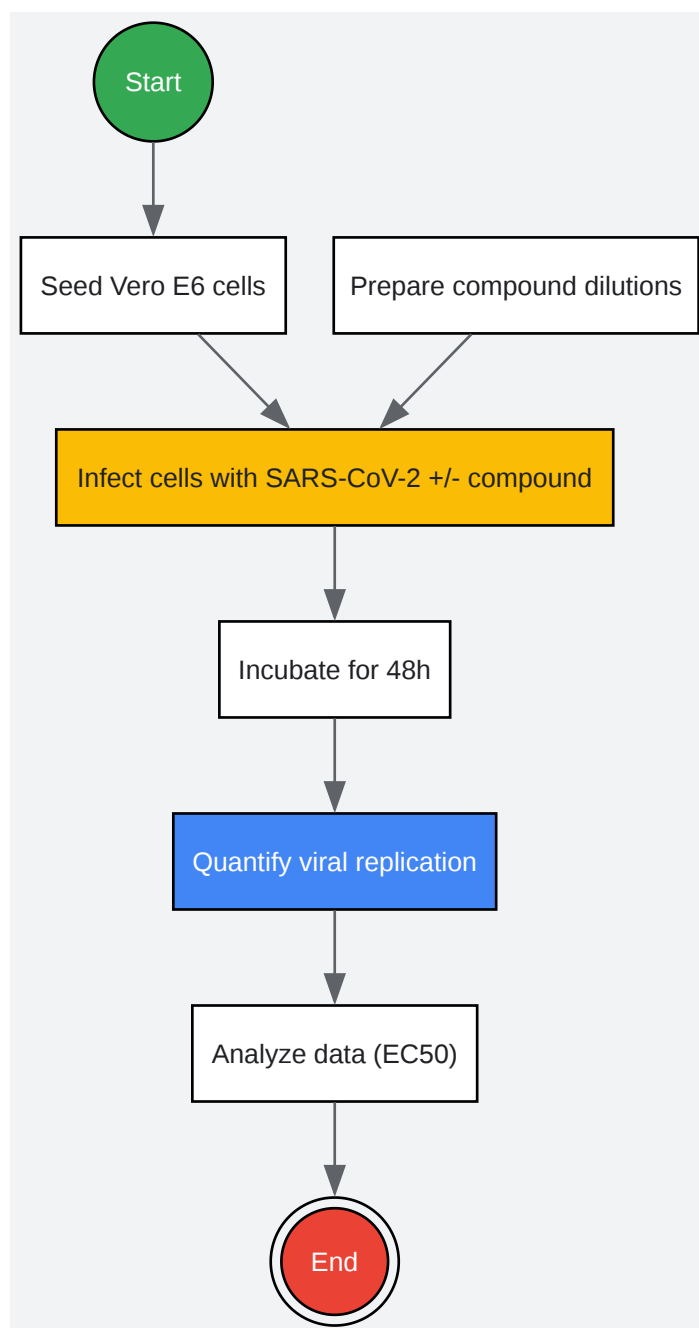 Start
Seed Vero E6 cells
Prepare compound dilutions
Infect cells with SARS-CoV-2 +/- compound
Incubate for 48h
Quantify viral replication
Analyze data (EC50)
End